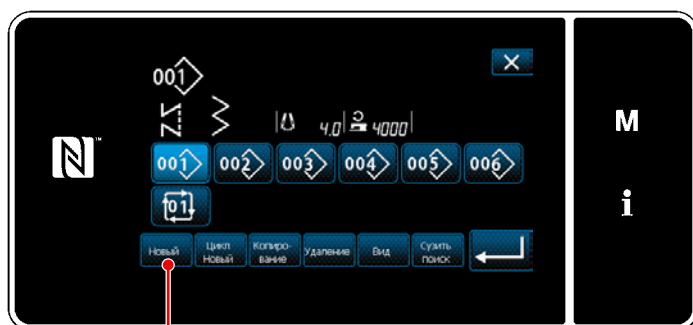 001
4.0 4000
M
N™
001 002 003 004 005 006
i
01
Новый Цикл Новый Копиро- вание Удаление Вид Сузить поиск